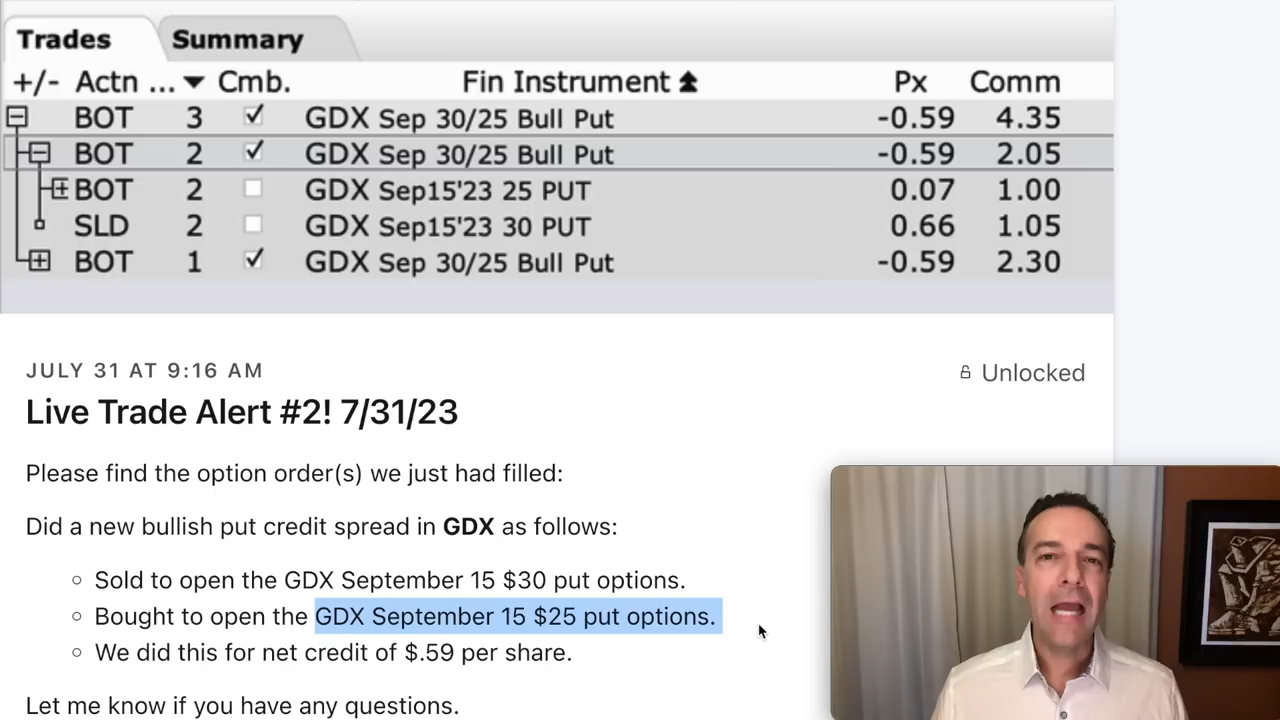 Trades Summary
+/- Actn ... Cmb. Fin Instrument Px Comm
BOT 3 GDX Sep 30/25 Bull Put -0.59 4.35
BOT 2 GDX Sep 30/25 Bull Put -0.59 2.05
BOT 2 GDX Sep15'23 25 PUT 0.07 1.00
SLD 2 GDX Sep15'23 30 PUT 0.66 1.05
BOT 1 GDX Sep 30/25 Bull Put -0.59 2.30
JULY 31 AT 9:16 AM
Unlocked
Live Trade Alert #2! 7/31/23
Please find the option order(s) we just had filled:
Did a new bullish put credit spread in GDX as follows:
Sold to open the GDX September 15 $30 put options.
Bought to open the GDX September 15 $25 put options.
We did this for net credit of $.59 per share.
Let me know if you have any questions.